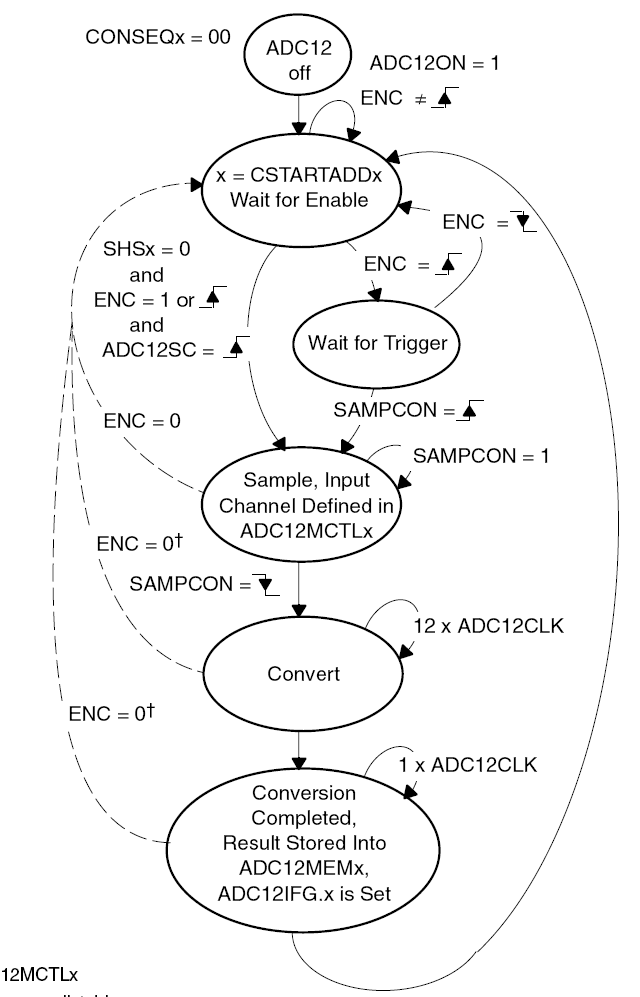 CONSEQx = 00
ADC12
off
ADC12ON = 1
ENC ≠
x = CSTARTADDx
Wait for Enable
ENC =
SHSx = 0
and
ENC = 1 or
and
ADC12SC =
ENC =
Wait for Trigger
SAMPCON =
ENC = 0
SAMPCON = 1
Sample, Input
Channel Defined in
ADC12MCTLx
ENC = 0†
SAMPCON =
12 x ADC12CLK
Convert
ENC = 0†
1 x ADC12CLK
Conversion
Completed,
Result Stored Into
ADC12MEMx,
ADC12IFG.x is Set
12MCTLx